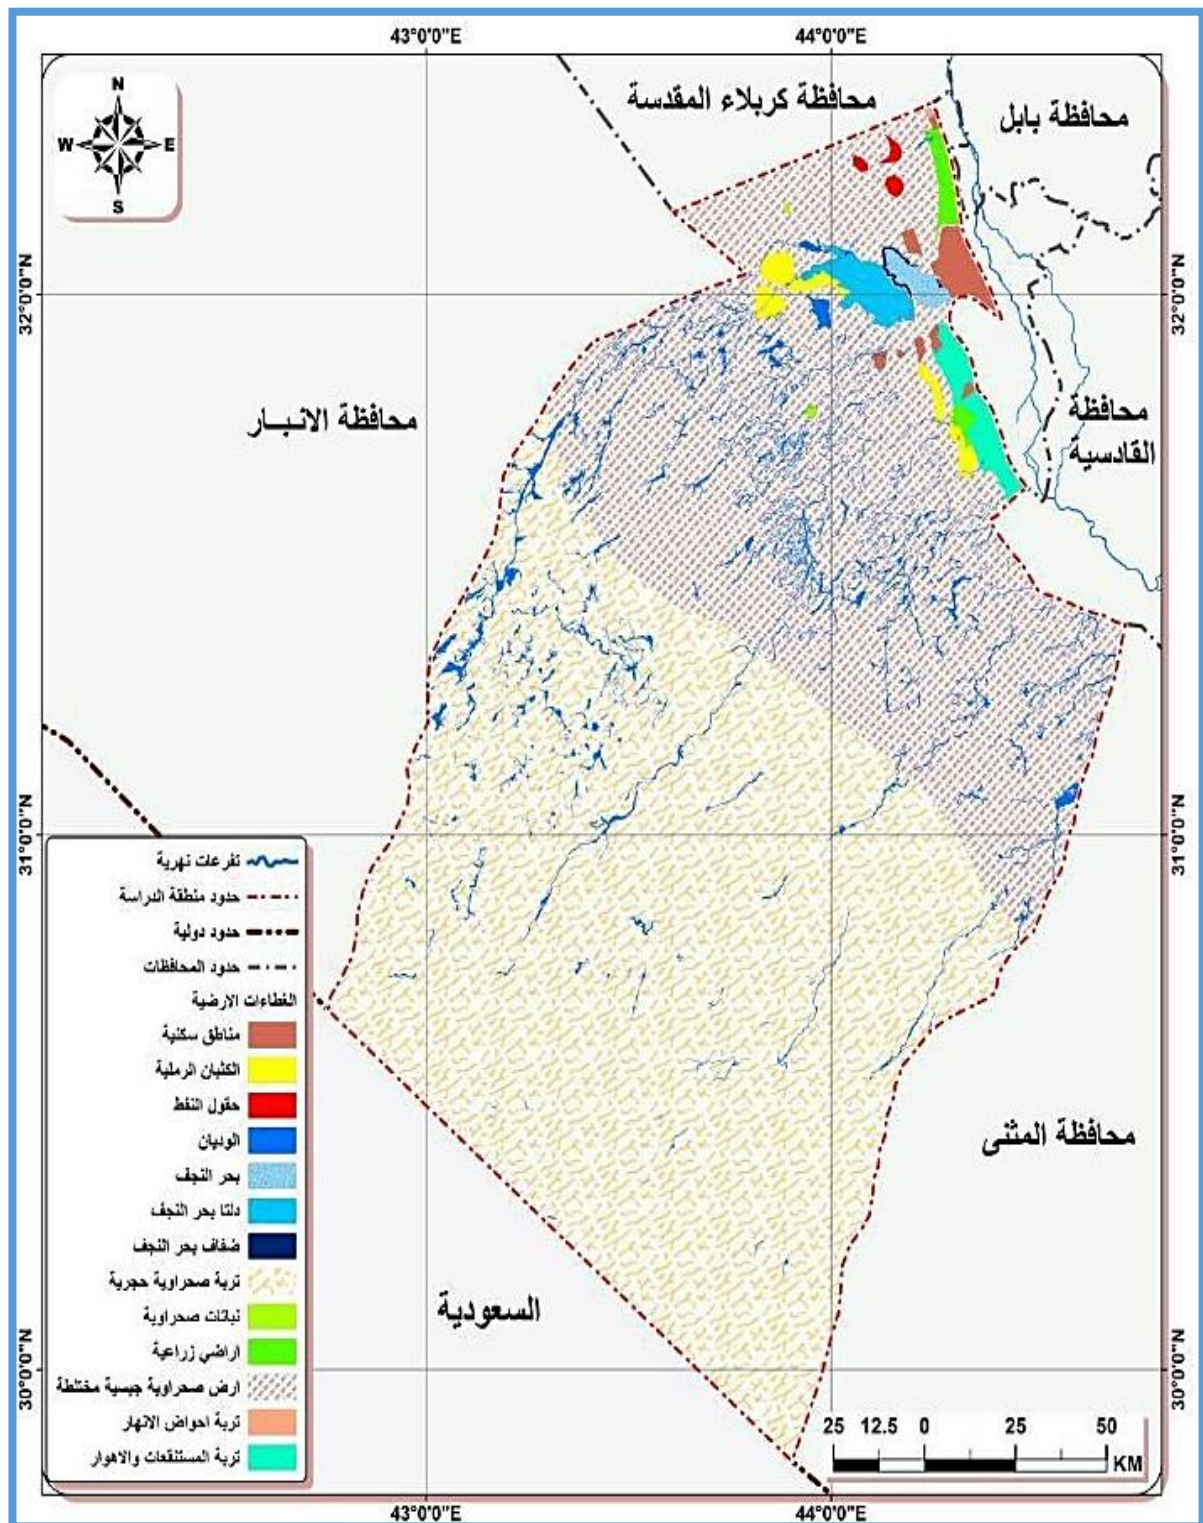 43°0'0"E
44°0'0"E
N
W
E
S
محافظة كربلاء المقدسة
محافظة بابل
32°0'0"N
32°0'0"N
محافظة الانبار
محافظة
القادسية
31°0'0"N
31°0'0"N
محافظة المثنى
السعودية
30°0'0"N
30°0'0"N
تفرعات نهرية
حدود منطقة الدراسة
حدود دولية
حدود المحافظات
الغطاءات الارضية
مناطق سكنية
الكثبان الرملية
حقول النفط
الوديان
بحر النجف
دلتا بحر النجف
ضفاف بحر النجف
تربة صحراوية حجرية
نباتات صحراوية
اراضي زراعية
ارض صحراوية جبسية مختلطة
تربة احواض الانهار
تربة المستنقعات والاهوار
25 12.5 0 25 50
KM
43°0'0"E
44°0'0"E